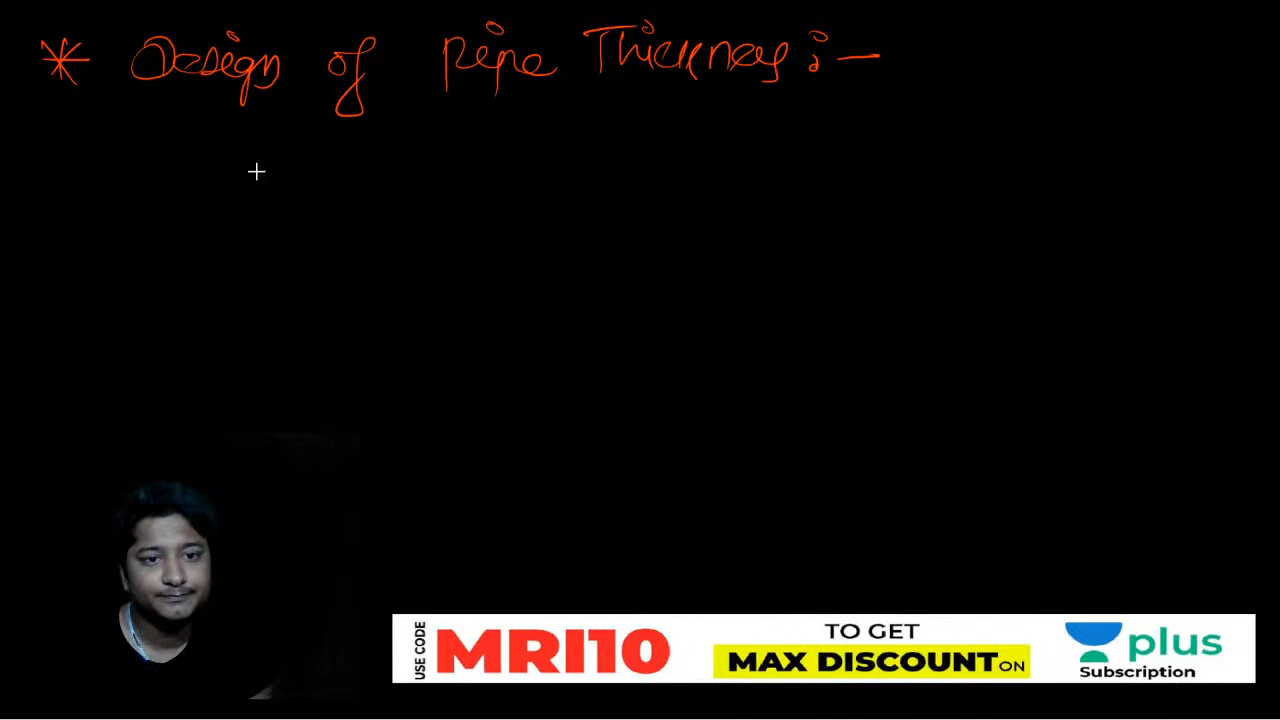 * Design of Pipe Thickness :-
USE CODE MRI10 TO GET MAX DISCOUNT ON plus Subscription